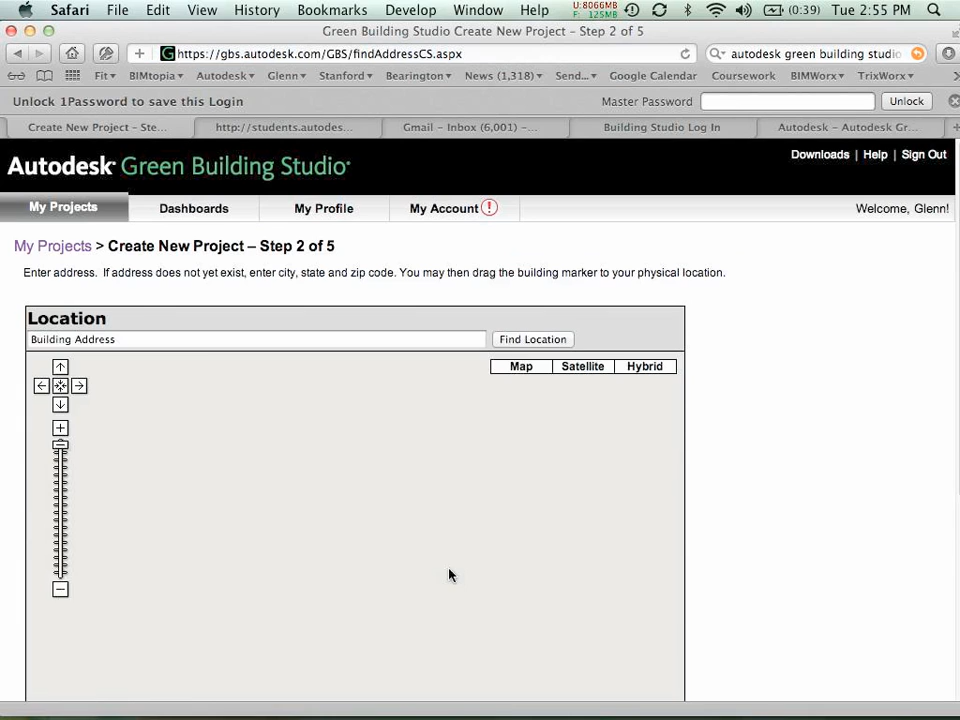 Safari File Edit View History Bookmarks Develop Window Help U:8066MB F: 125MB (0:39) Tue 2:55 PM
Green Building Studio Create New Project – Step 2 of 5
https://gbs.autodesk.com/GBS/findAddressCS.aspx autodesk green building studio
Fit BIMtopia Autodesk Glenn Stanford Bearington News (1,318) Send... Google Calendar Coursework BIMWorx TrixWorx
Unlock 1Password to save this Login Master Password Unlock
Create New Project – Ste... http://students.autodes... Gmail – Inbox (6,001) –... Building Studio Log In Autodesk – Autodesk Gr...
Autodesk Green Building Studio
Downloads | Help | Sign Out
My Projects Dashboards My Profile My Account ! Welcome, Glenn!
My Projects > Create New Project – Step 2 of 5
Enter address. If address does not yet exist, enter city, state and zip code. You may then drag the building marker to your physical location.
Location
Building Address Find Location
Map Satellite Hybrid